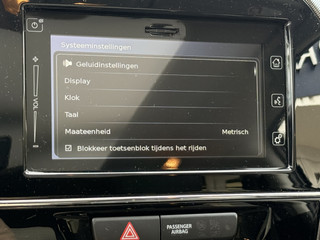 Systeeminstellingen
Geluidinstellingen
Display
Klok
Taal
Maateenheid Metrisch
Blokkeer toetsenblok tijdens het rijden
VOL
PASSENGER
AIRBAG